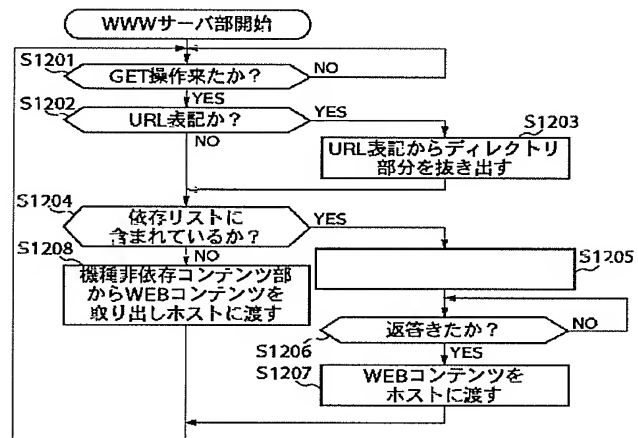 WWWサーバ部開始
S1201
GET操作来たか？
NO
YES
S1202
URL表記か？
YES
NO
S1203
URL表記からディレクトリ
部分を抜き出す
S1204
依存リストに
含まれているか？
YES
NO
S1208
機種非依存コンテンツ部
からWEBコンテンツを
取り出しホストに渡す
S1205
返答きたか？
NO
S1206
YES
S1207
WEBコンテンツを
ホストに渡す